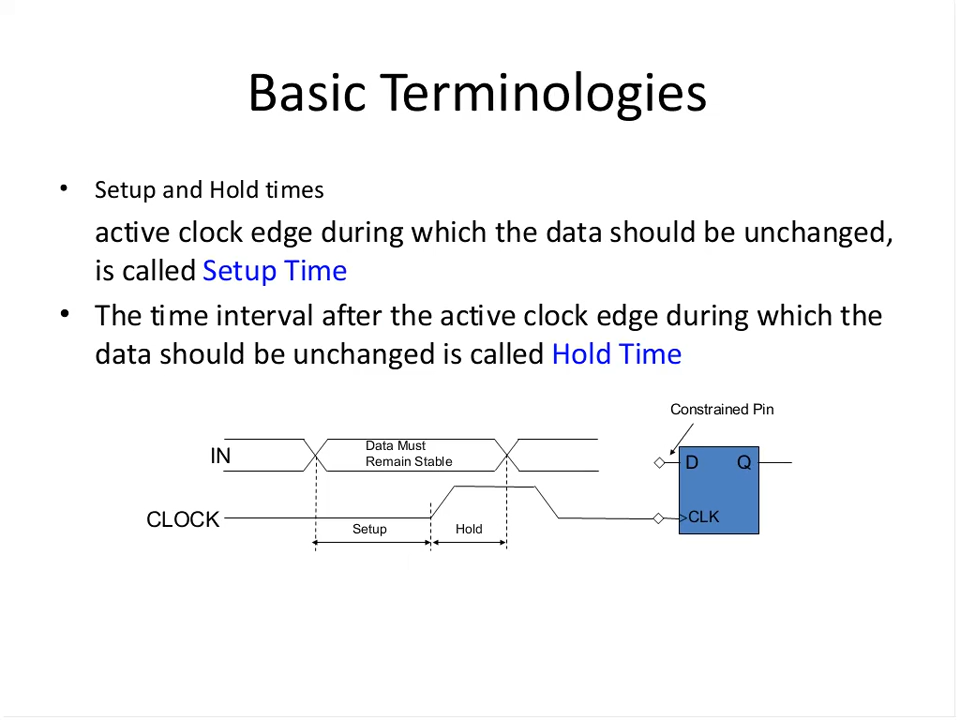 Basic Terminologies
• Setup and Hold times
active clock edge during which the data should be unchanged,
is called Setup Time
• The time interval after the active clock edge during which the
data should be unchanged is called Hold Time
Constrained Pin
IN
Data Must
Remain Stable
D Q
CLOCK
Setup
Hold
CLK